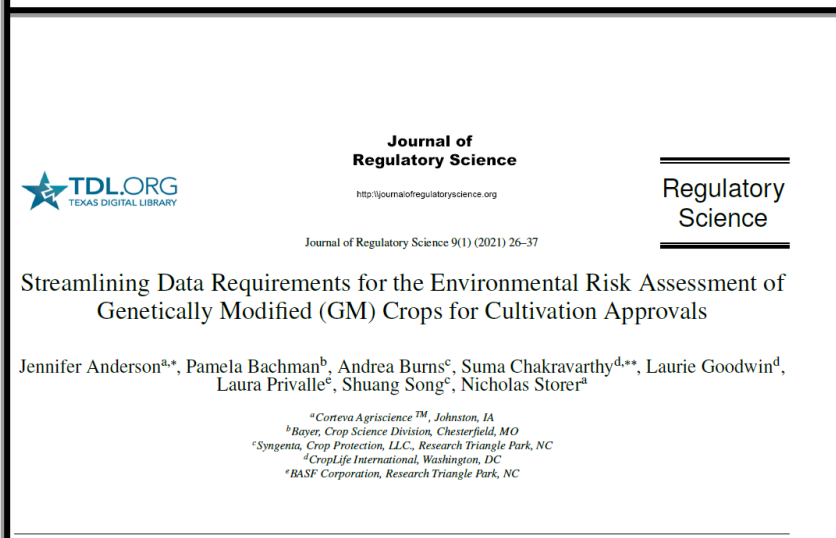 Journal of
Regulatory Science
TDL.ORG
TEXAS DIGITAL LIBRARY
http:\\journalofregulatoryscience.org
Regulatory
Science
Journal of Regulatory Science 9(1) (2021) 26–37
Streamlining Data Requirements for the Environmental Risk Assessment of
Genetically Modified (GM) Crops for Cultivation Approvals
Jennifer Andersonᵃ,*, Pamela Bachmanᵇ, Andrea Burnsᶜ, Suma Chakravarthyᵈ,**, Laurie Goodwinᵈ,
Laura Privalleᵉ, Shuang Songᶜ, Nicholas Storerᵃ
ᵃCorteva Agriscience ™, Johnston, IA
ᵇBayer, Crop Science Division, Chesterfield, MO
ᶜSyngenta, Crop Protection, LLC., Research Triangle Park, NC
ᵈCropLife International, Washington, DC
ᵉBASF Corporation, Research Triangle Park, NC